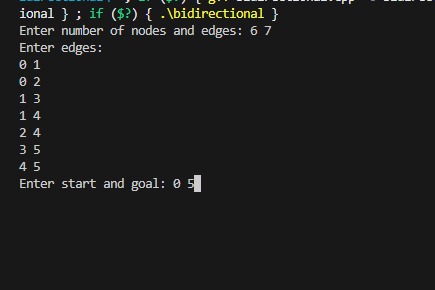 ional } ; if ($?) { .\bidirectional }
Enter number of nodes and edges: 6 7
Enter edges:
0 1
0 2
1 3
1 4
2 4
3 5
4 5
Enter start and goal: 0 5